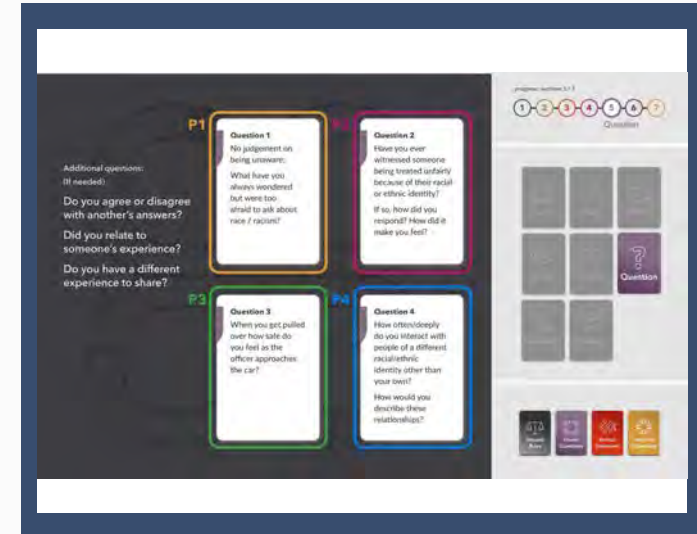 Additional questions:
(If needed)
Do you agree or disagree
with another's answers?
Did you relate to
someone's experience?
Do you have a different
experience to share?
P1
Question 1
No judgement on
being unaware:
What have you
always wondered
but were too
afraid to ask about
race / racism?
P2
Question 2
Have you ever
witnessed someone
being treated unfairly
because of their racial
or ethnic identity?
If so, how did you
respond? How did it
make you feel?
P3
Question 3
When you get pulled
over how safe do
you feel as the
officer approaches
the car?
P4
Question 4
How often/deeply
do you interact with
people of a different
racial/ethnic
identity other than
your own?
How would you
describe these
relationships?
1 2 3 4 5 6 7
Question
?
Question